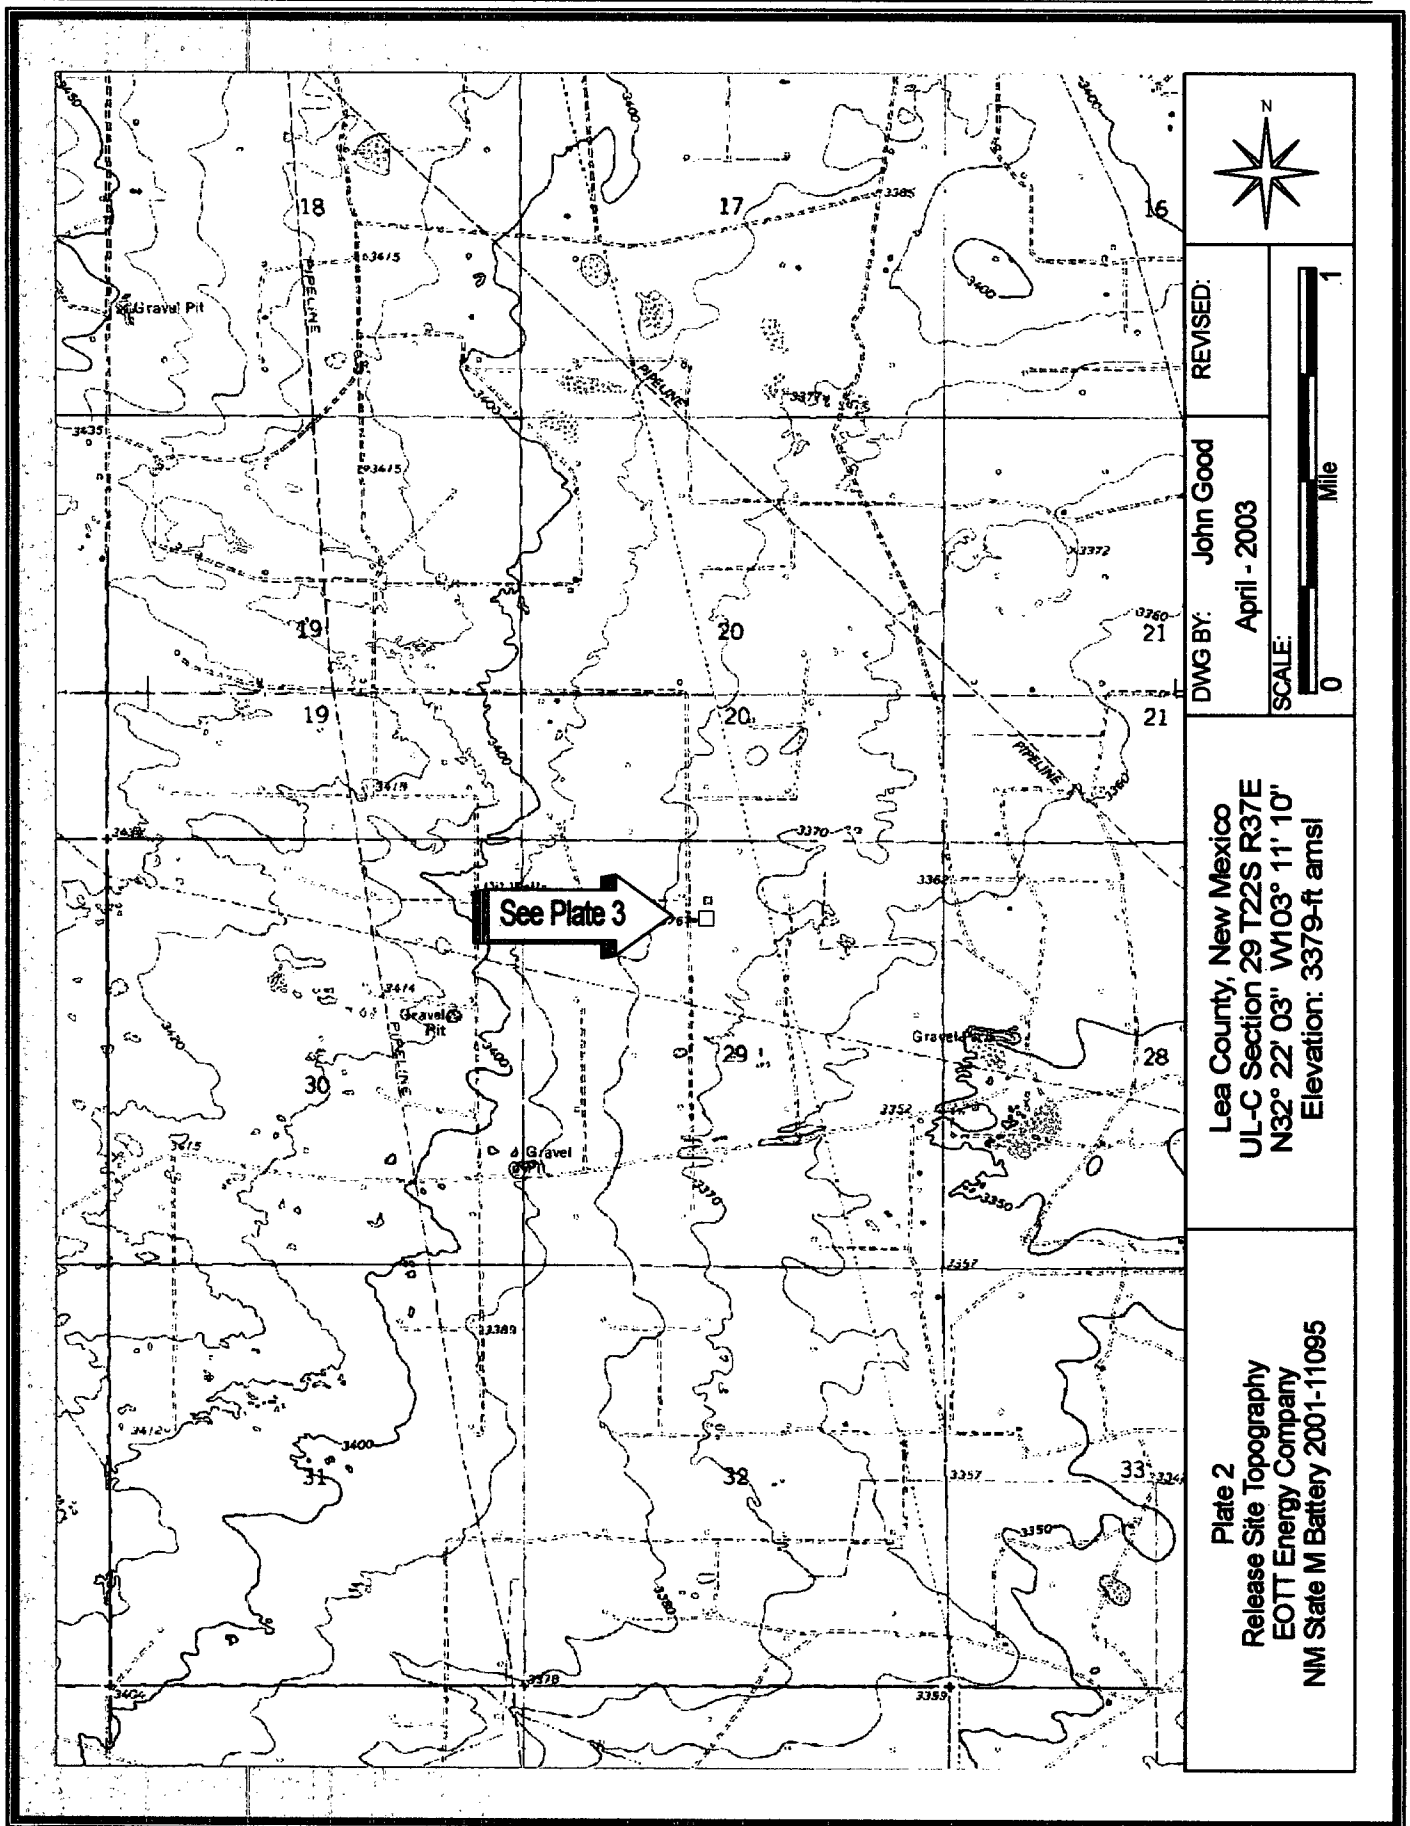 3450
3400
3400
18
17
16
3385
3415
PIPELINE
Gravel Pit
3400
PIPELINE
3400
3377
3435
3415
3372
3360
19
20
21
19
20
21
3400
PIPELINE
3360
3370
3362
See Plate 3
3414
Gravel
Pit
PIPELINE
3400
3420
Gravel
29
28
30
3352
3415
Gravel
3370
3350
3357
3389
3412
3400
31
32
3357
33
3350
3380
3404
3378
3359
N
REVISED:
DWG BY: John Good
April - 2003
SCALE:
0
1
Mile
Lea County, New Mexico
UL-C Section 29 T22S R37E
N32° 22' 03" W103° 11' 10"
Elevation: 3379-ft amsl
Plate 2
Release Site Topography
EOTT Energy Company
NM State M Battery 2001-11095